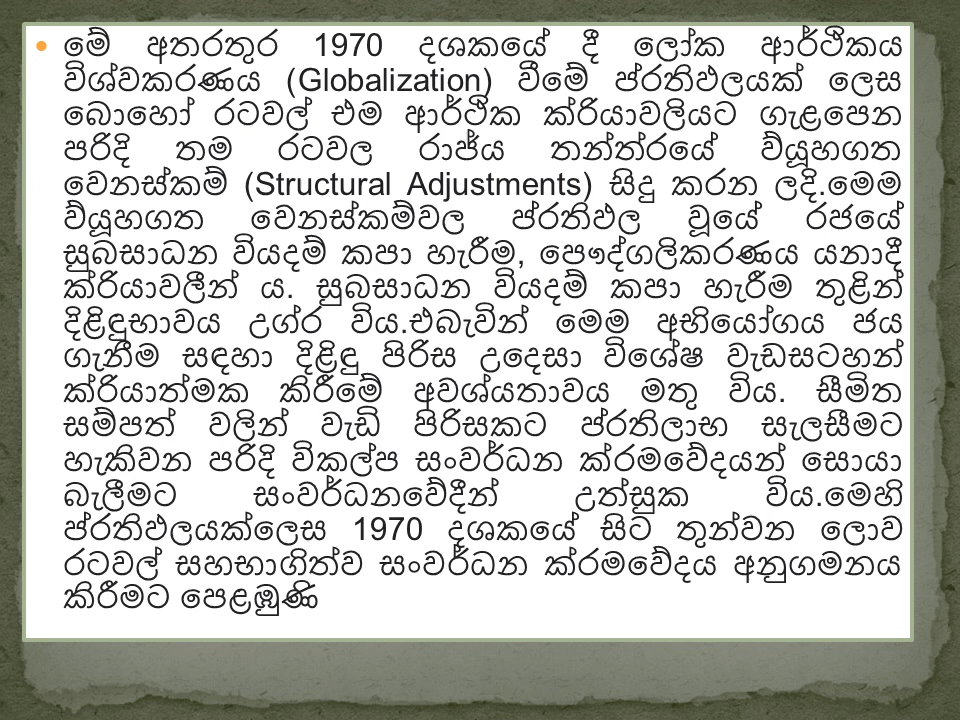 මේ අතරතුර 1970 දශකයේ දී ලෝක ආර්ථිකය
විශ්වකරණය (Globalization) වීමේ ප්රතිඵලයක් ලෙස
බොහෝ රටවල් එම ආර්ථික ක්රියාවලියට ගැළපෙන
පරිදි තම රටවල රාජ්ය තන්ත්රයේ ව්යූහගත
වෙනස්කම් (Structural Adjustments) සිදු කරන ලදි.මෙම
ව්යූහගත වෙනස්කම්වල ප්රතිඵල වූයේ රජයේ
සුබසාධන වියදම් කපා හැරීම, පෞද්ගලිකරණය යනාදී
ක්රියාවලීන් ය. සුබසාධන වියදම් කපා හැරීම තුළින්
දිළිඳුභාවය උග්ර විය.එබැවින් මෙම අභියෝගය ජය
ගැනීම සඳහා දිළිඳු පිරිස උදෙසා විශේෂ වැඩසටහන්
ක්රියාත්මක කිරීමේ අවශ්යතාවය මතු විය. සීමිත
සම්පත් වලින් වැඩි පිරිසකට ප්රතිලාභ සැලසීමට
හැකිවන පරිදි විකල්ප සංවර්ධන ක්රමවේදයන් සොයා
බැලීමට සංවර්ධනවේදීන් උත්සුක විය.මෙහි
ප්රතිඵලයක්ලෙස 1970 දශකයේ සිට තුන්වන ලොව
රටවල් සහභාගිත්ව සංවර්ධන ක්රමවේදය අනුගමනය
කිරීමට පෙළඹුණි